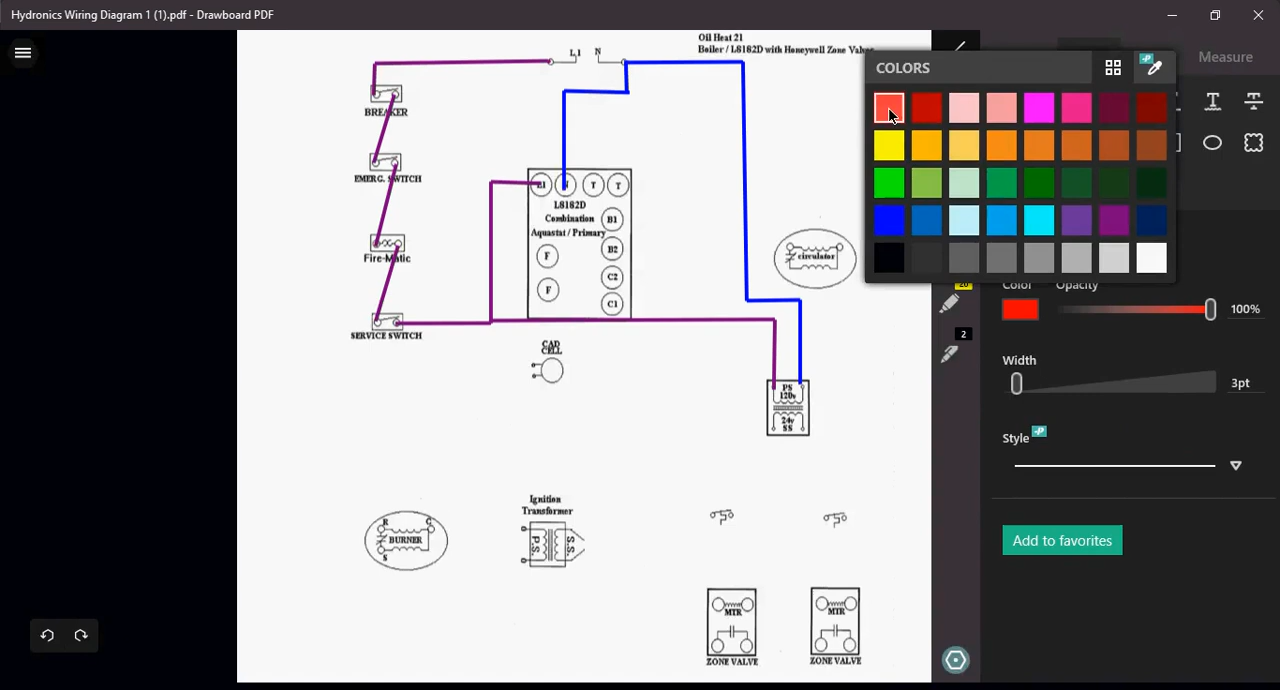 Hydronics Wiring Diagram 1 (1).pdf - Drawboard PDF
Oil Heat 21
Boiler / L8182D with Honeywell Zone Valve
L1 N
COLORS
Measure
BREAKER
EMERG. SWITCH
L1 N T T
L8182D
Combination
Aquastat / Primary
B1
B2
F
C2
F
C1
circulator
Fire-Matic
SERVICE SWITCH
CAD
CELL
PS
120v
24v
SS
Color Opacity
100%
2
Width
3pt
Style
Add to favorites
Ignition
Transformer
R C
BURNER
S
P.S. S.S.
MTR MTR
ZONE VALVE ZONE VALVE